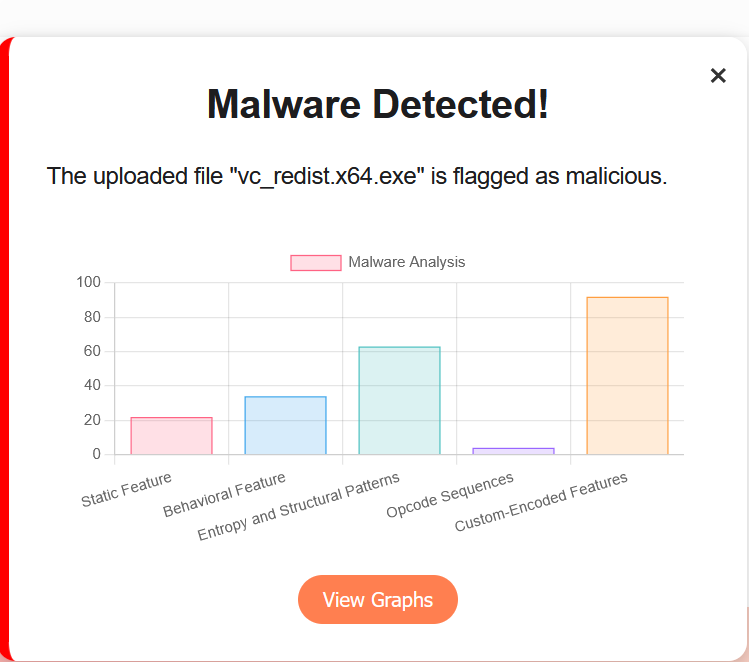 ×
Malware Detected!
The uploaded file "vc_redist.x64.exe" is flagged as malicious.
Malware Analysis
100
80
60
40
20
0
Static Feature
Behavioral Feature
Entropy and Structural Patterns
Opcode Sequences
Custom-Encoded Features
View Graphs